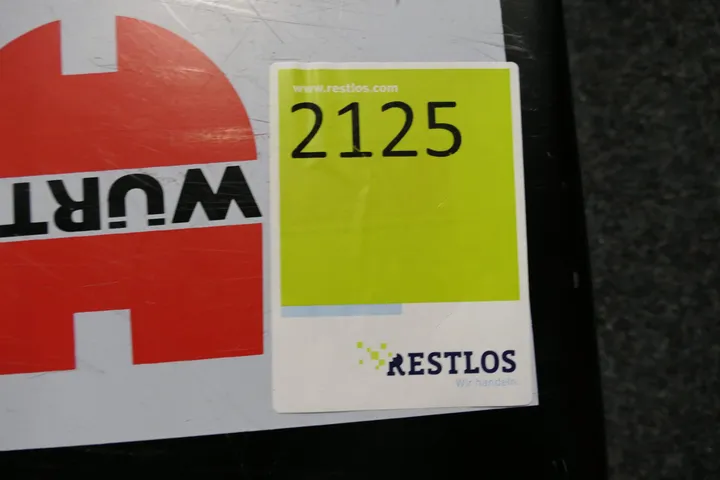 WÜRT
www.restlos.com
2125
RESTLOS
Wir handeln